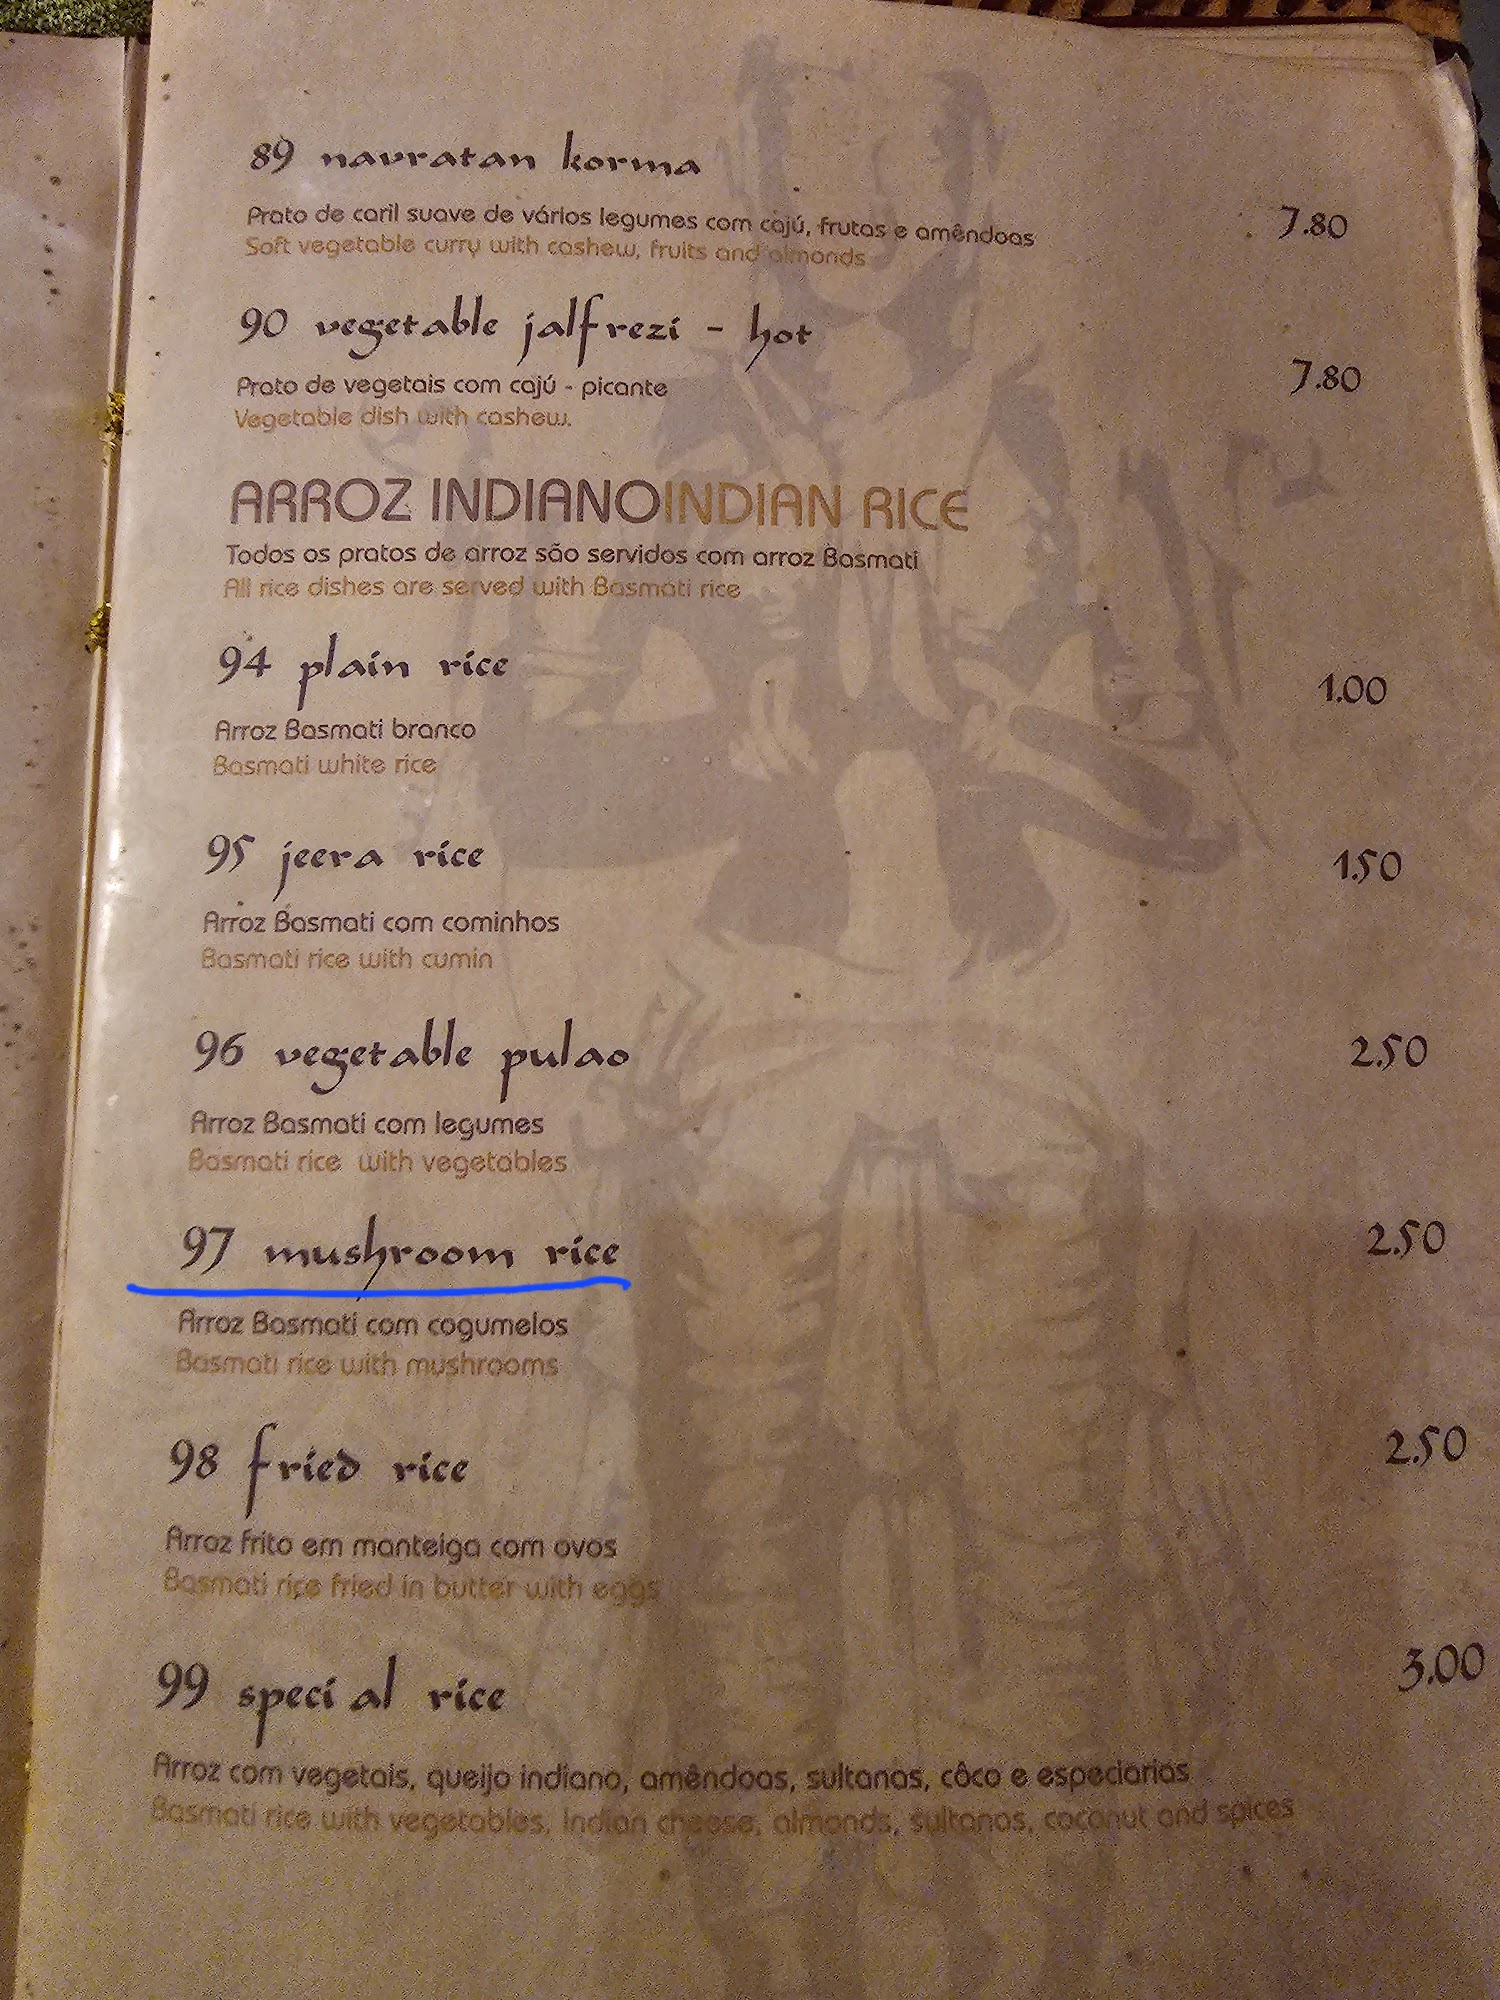 89 navratan korma
Prato de caril suave de vários legumes com cajú, frutas e amêndoas 7.80
Soft vegetable curry with cashew, fruits and almonds
90 vegetable jalfrezi - hot
Prato de vegetais com cajú - picante 7.80
Vegetable dish with cashew.
ARROZ INDIANOINDIAN RICE
Todos os pratos de arroz são servidos com arroz Basmati
All rice dishes are served with Basmati rice
94 plain rice 1.00
Arroz Basmati branco
Basmati white rice
95 jeera rice 1.50
Arroz Basmati com cominhos
Basmati rice with cumin
96 vegetable pulao 2.50
Arroz Basmati com legumes
Basmati rice with vegetables
97 mushroom rice 2.50
Arroz Basmati com cogumelos
Basmati rice with mushrooms
98 fried rice 2.50
Arroz frito em manteiga com ovos
Basmati rice fried in butter with eggs
99 speci al rice 3.00
Arroz com vegetais, queijo indiano, amêndoas, sultanas, côco e especiarias
Basmati rice with vegetables, Indian cheese, almonds, sultanas, coconut and spices